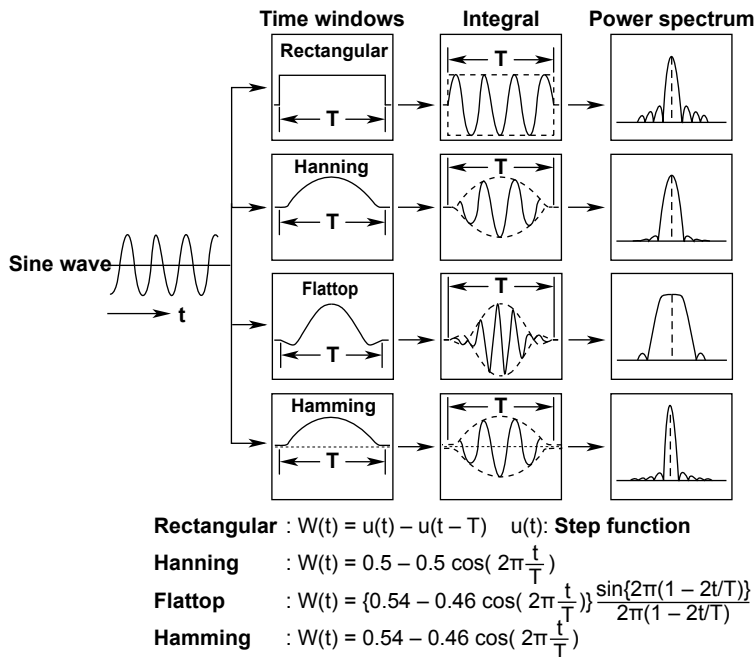 Time windows Integral Power spectrum
Rectangular
T
T
Hanning
T
T
Sine wave
t
Flattop
T
T
Hamming
T
T
Rectangular : W(t) = u(t) – u(t – T) u(t): Step function
Hanning : W(t) = 0.5 – 0.5 cos( 2π t/T )
Flattop : W(t) = {0.54 – 0.46 cos( 2π t/T )} sin{2π(1 – 2t/T)} / 2π(1 – 2t/T)
Hamming : W(t) = 0.54 – 0.46 cos( 2π t/T )